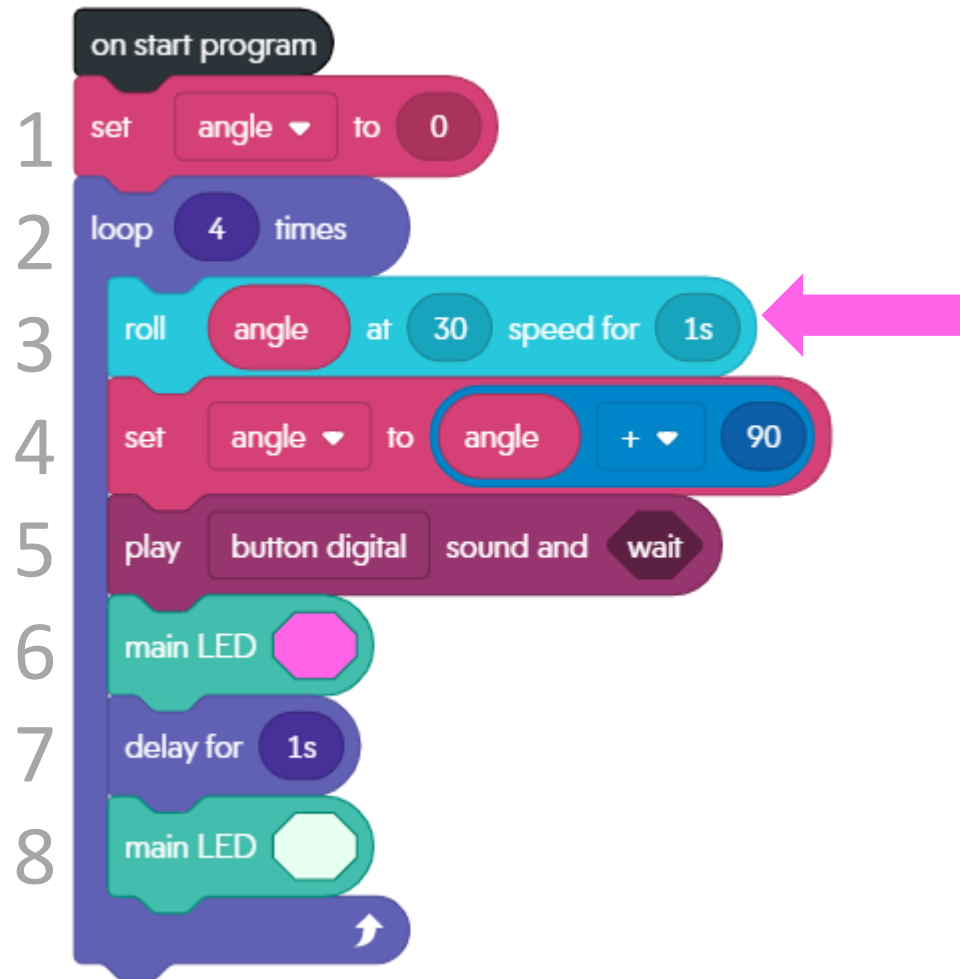 on start program
1 set angle to 0
2 loop 4 times
3 roll angle at 30 speed for 1s
4 set angle to angle + 90
5 play button digital sound and wait
6 main LED
7 delay for 1s
8 main LED